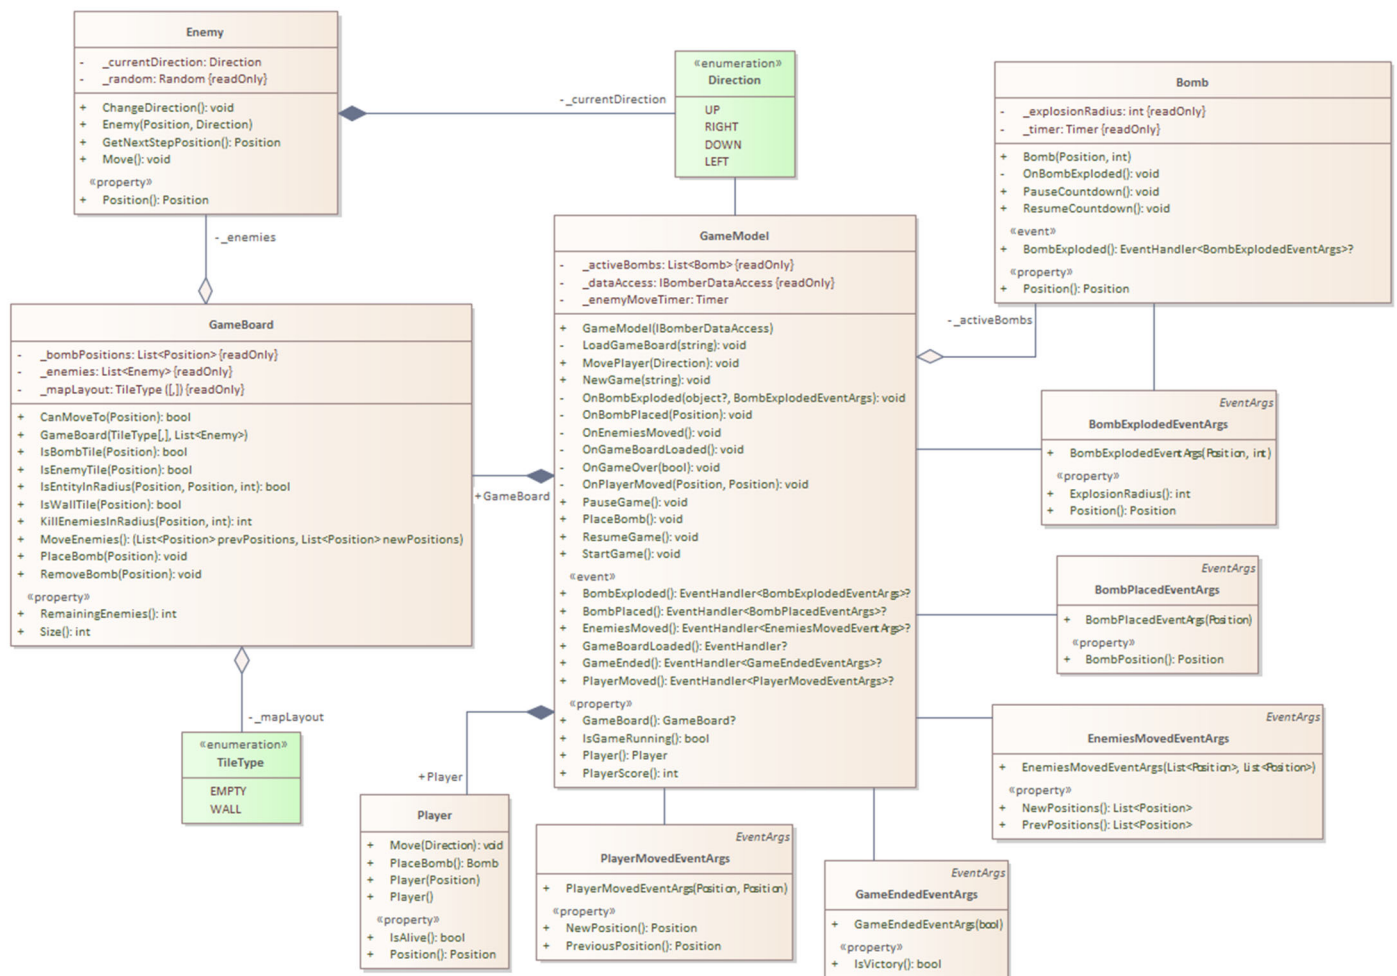 Enemy
- _currentDirection: Direction
- _random: Random {readOnly}
+ ChangeDirection(): void
+ Enemy(Position, Direction)
+ GetNextStepPosition(): Position
+ Move(): void
«property»
+ Position(): Position
- _currentDirection
«enumeration»
Direction
UP
RIGHT
DOWN
LEFT
Bomb
- _explosionRadius: int {readOnly}
- _timer: Timer {readOnly}
+ Bomb(Position, int)
- OnBombExploded(): void
+ PauseCountdown(): void
+ ResumeCountdown(): void
«event»
+ BombExploded(): EventHandler<BombExplodedEventArgs>?
«property»
+ Position(): Position
- _enemies
- _activeBombs
GameBoard
- _bombPositions: List<Position> {readOnly}
- _enemies: List<Enemy> {readOnly}
- _mapLayout: TileType ([,]) {readOnly}
+ CanMoveTo(Position): bool
+ GameBoard(TileType[,], List<Enemy>)
+ IsBombTile(Position): bool
+ IsEnemyTile(Position): bool
+ IsEntityInRadius(Position, Position, int): bool
+ IsWallTile(Position): bool
+ KillEnemiesInRadius(Position, int): int
+ MoveEnemies(): (List<Position> prevPositions, List<Position> newPositions)
+ PlaceBomb(Position): void
+ RemoveBomb(Position): void
«property»
+ RemainingEnemies(): int
+ Size(): int
+GameBoard
GameModel
- _activeBombs: List<Bomb> {readOnly}
- _dataAccess: IBomberDataAccess {readOnly}
- _enemyMoveTimer: Timer
+ GameModel(IBomberDataAccess)
- LoadGameBoard(string): void
+ MovePlayer(Direction): void
+ NewGame(string): void
- OnBombExploded(object?, BombExplodedEventArgs): void
- OnBombPlaced(Position): void
- OnEnemiesMoved(): void
- OnGameBoardLoaded(): void
- OnGameOver(bool): void
- OnPlayerMoved(Position, Position): void
+ PauseGame(): void
+ PlaceBomb(): void
+ ResumeGame(): void
+ StartGame(): void
«event»
+ BombExploded(): EventHandler<BombExplodedEventArgs>?
+ BombPlaced(): EventHandler<BombPlacedEventArgs>?
+ EnemiesMoved(): EventHandler<EnemiesMovedEventArgs>?
+ GameBoardLoaded(): EventHandler?
+ GameEnded(): EventHandler<GameEndedEventArgs>?
+ PlayerMoved(): EventHandler<PlayerMovedEventArgs>?
«property»
+ GameBoard(): GameBoard?
+ IsGameRunning(): bool
+ Player(): Player
+ PlayerScore(): int
EventArgs
BombExplodedEventArgs
+ BombExplodedEventArgs(Position, int)
«property»
+ ExplosionRadius(): int
+ Position(): Position
EventArgs
BombPlacedEventArgs
+ BombPlacedEventArgs(Position)
«property»
+ BombPosition(): Position
EventArgs
EnemiesMovedEventArgs
+ EnemiesMovedEventArgs(List<Position>, List<Position>)
«property»
+ NewPositions(): List<Position>
+ PrevPositions(): List<Position>
- _mapLayout
«enumeration»
TileType
EMPTY
WALL
+Player
Player
+ Move(Direction): void
+ PlaceBomb(): Bomb
+ Player(Position)
+ Player()
«property»
+ IsAlive(): bool
+ Position(): Position
EventArgs
PlayerMovedEventArgs
+ PlayerMovedEventArgs(Position, Position)
«property»
+ NewPosition(): Position
+ PreviousPosition(): Position
EventArgs
GameEndedEventArgs
+ GameEndedEventArgs(bool)
«property»
+ IsVictory(): bool